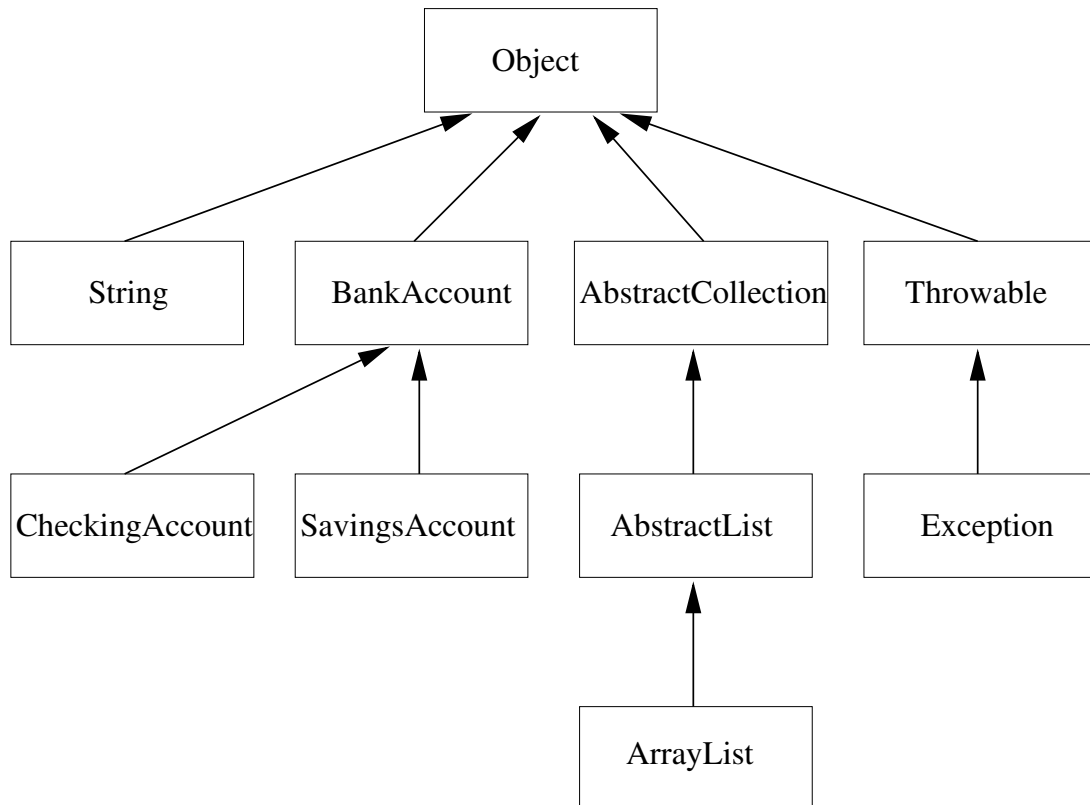 Object
String
BankAccount
AbstractCollection
Throwable
CheckingAccount
SavingsAccount
AbstractList
Exception
ArrayList